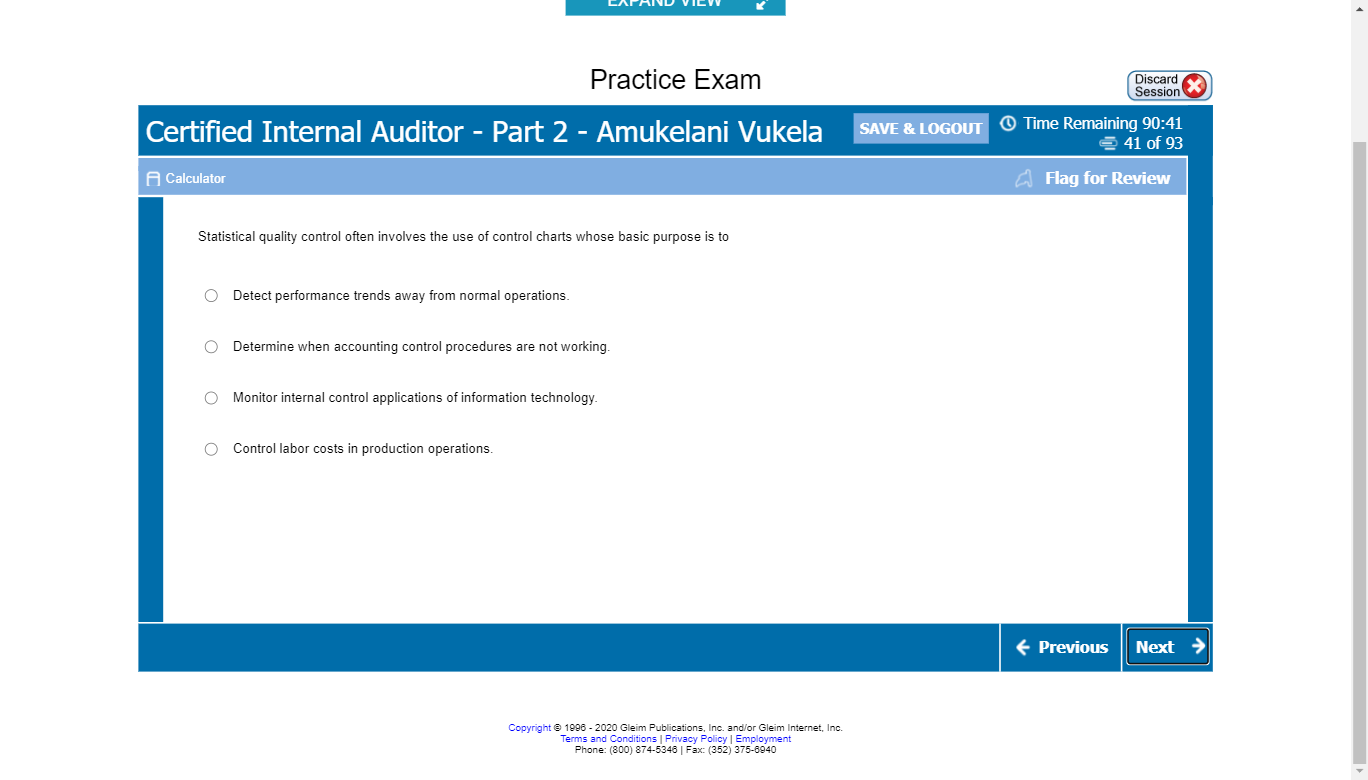 EXPAND VIEW
Practice Exam
Discard
Session
Certified Internal Auditor - Part 2 - Amukelani Vukela
SAVE & LOGOUT
Time Remaining 90:41
41 of 93
Calculator
Flag for Review
Statistical quality control often involves the use of control charts whose basic purpose is to
Detect performance trends away from normal operations.
Determine when accounting control procedures are not working.
Monitor internal control applications of information technology.
Control labor costs in production operations.
Previous
Next
Copyright © 1996 - 2020 Gleim Publications, Inc. and/or Gleim Internet, Inc.
Terms and Conditions | Privacy Policy | Employment
Phone: (800) 874-5346 | Fax: (352) 375-6940